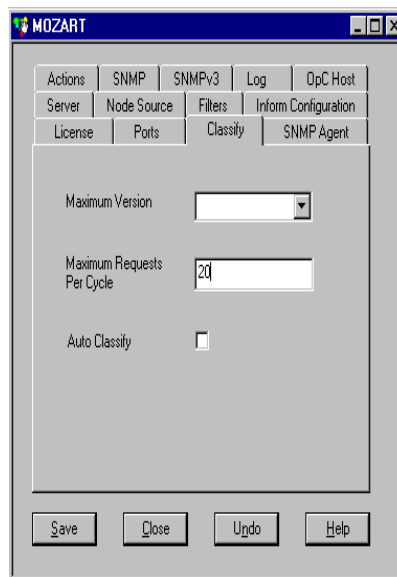 MOZART
Actions SNMP SNMPv3 Log OpC Host
Server Node Source Filters Inform Configuration
License Ports Classify SNMP Agent
Maximum Version
Maximum Requests
Per Cycle
20
Auto Classify
Save Close Undo Help